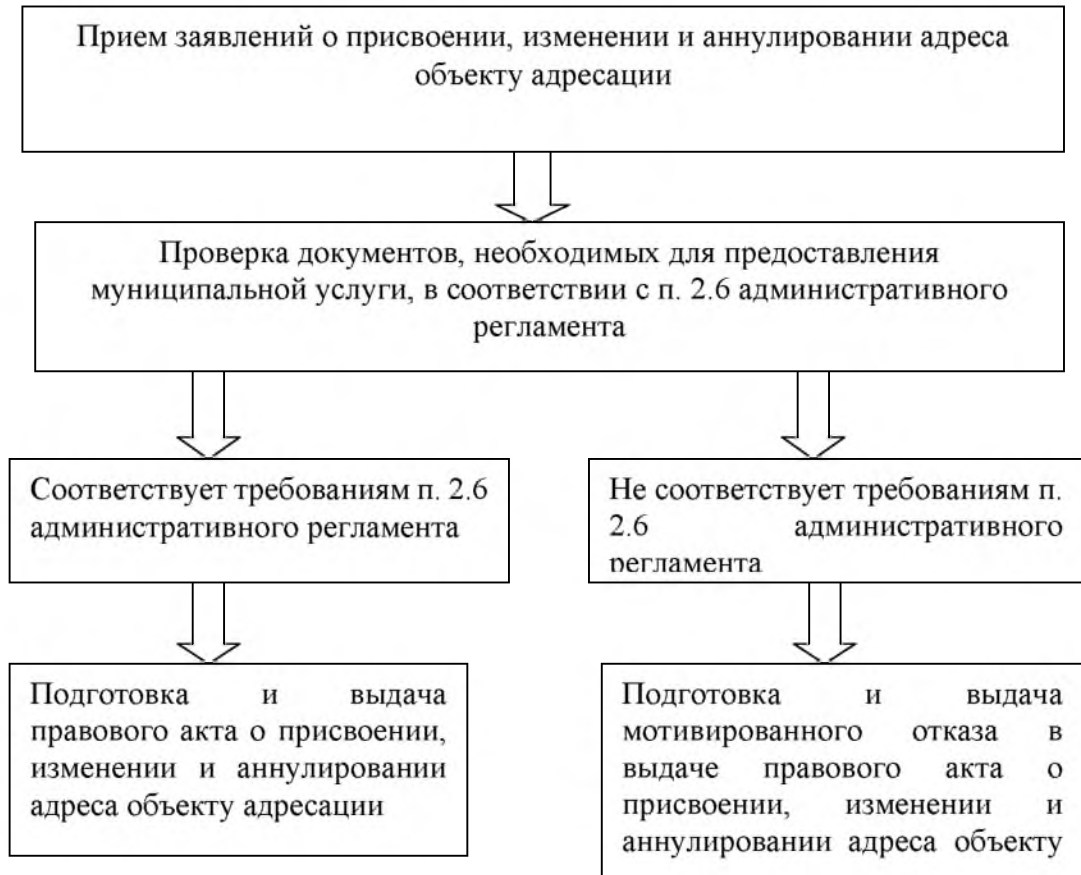 Прием заявлений о присвоении, изменении и аннулировании адреса
объекту адресации
Проверка документов, необходимых для предоставления
муниципальной услуги, в соответствии с п. 2.6 административного
регламента
Соответствует требованиям п. 2.6
административного регламента
Не соответствует требованиям п.
2.6 административного
регламента
Подготовка и выдача
правового акта о присвоении,
изменении и аннулировании
адреса объекту адресации
Подготовка и выдача
мотивированного отказа в
выдаче правового акта о
присвоении, изменении и
аннулировании адреса объекту